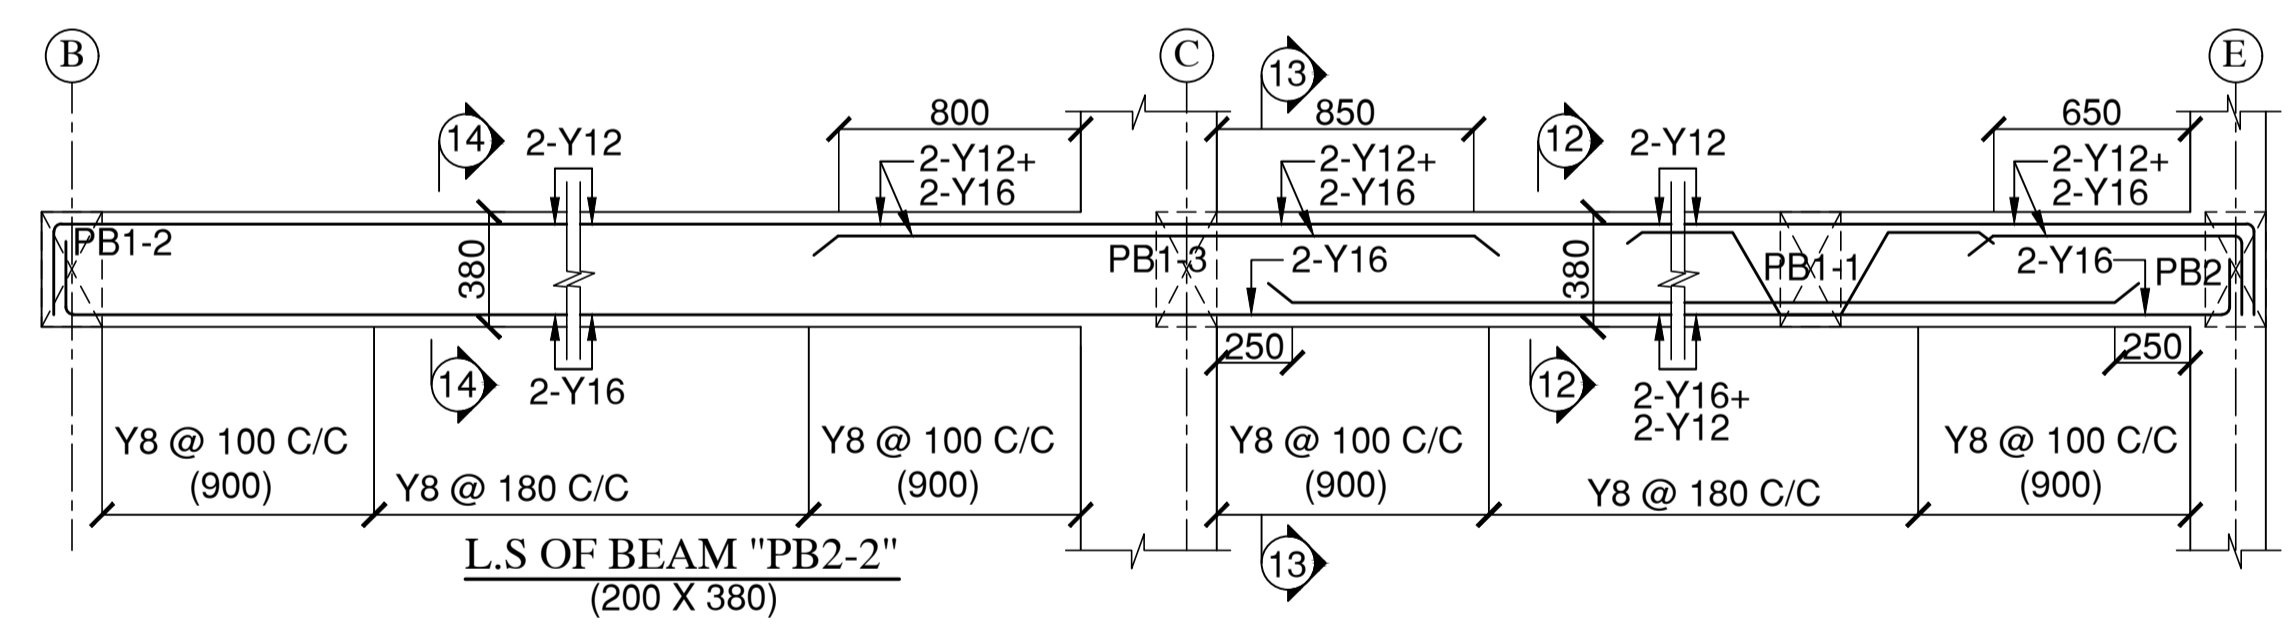 B
C
E
13
800
850
650
14
2-Y12
12
2-Y12
2-Y12+
2-Y16
2-Y12+
2-Y16
2-Y12+
2-Y16
PB1-2
380
PB1-3
2-Y16
380
PB1-1
2-Y16
PB2
250
250
14
2-Y16
12
2-Y16+
2-Y12
Y8 @ 100 C/C
(900)
Y8 @ 180 C/C
Y8 @ 100 C/C
(900)
Y8 @ 100 C/C
(900)
Y8 @ 180 C/C
Y8 @ 100 C/C
(900)
L.S OF BEAM "PB2-2"
(200 X 380)
13